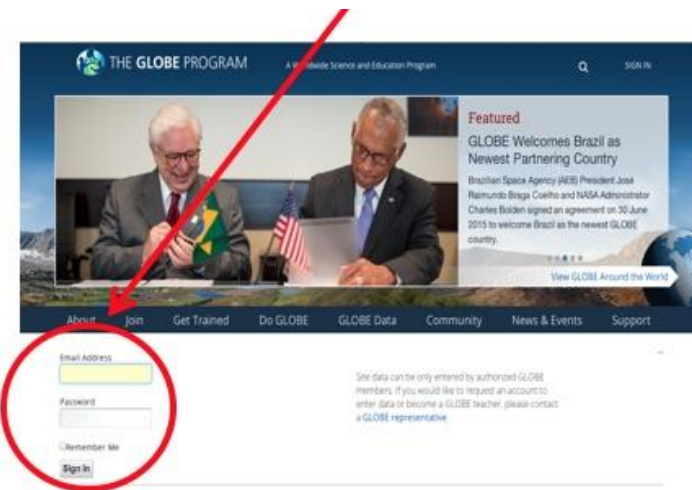 THE GLOBE PROGRAM
A Worldwide Science and Education Program
SIGN IN
Featured
GLOBE Welcomes Brazil as
Newest Partnering Country
Brazilian Space Agency (AEB) President José
Raimundo Braga Coelho and NASA Administrator
Charles Bolden signed an agreement on 30 June
2015 to welcome Brazil as the newest GLOBE
country.
View GLOBE Around the World
About Join Get Trained Do GLOBE GLOBE Data Community News & Events Support
Email Address
Password
Remember Me
Sign In
Site data can be only entered by authorized GLOBE
members. If you would like to request an account to
enter data or become a GLOBE teacher, please contact
a GLOBE representative.